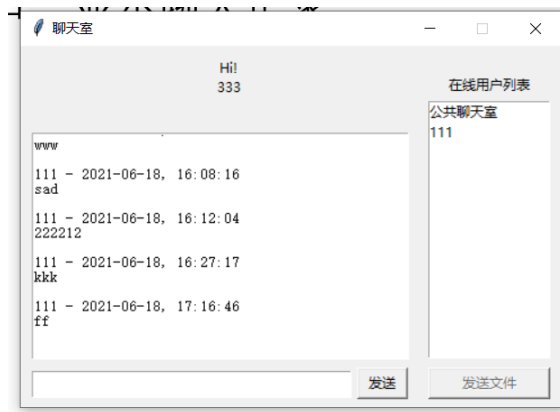 聊天室
Hi!
333
在线用户列表
公共聊天室
111
www
111 - 2021-06-18, 16:08:16
sad
111 - 2021-06-18, 16:12:04
222212
111 - 2021-06-18, 16:27:17
kkk
111 - 2021-06-18, 17:16:46
ff
发送
发送文件